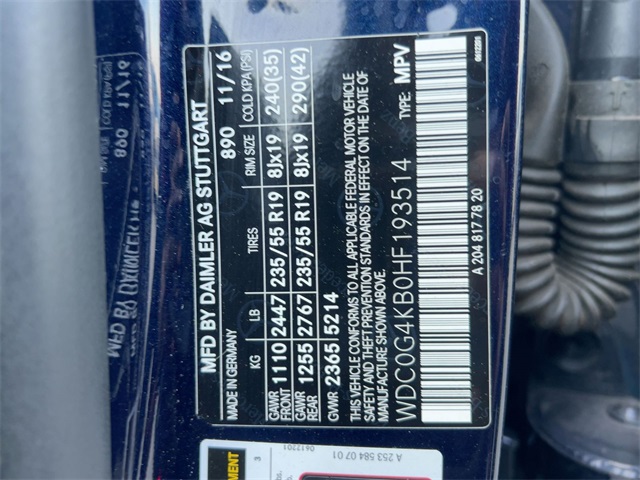 MFD BY DAIMLER AG STUTTGART
MADE IN GERMANY 890 11/16
KG LB TIRES RIM SIZE COLD KPA (PSI)
GAWR FRONT 1110 2447 235/55 R19 8Jx19 240(35)
GAWR REAR 1255 2767 235/55 R19 8Jx19 290(42)
GVWR 2365 5214
THIS VEHICLE CONFORMS TO ALL APPLICABLE FEDERAL MOTOR VEHICLE
SAFETY AND THEFT PREVENTION STANDARDS IN EFFECT ON THE DATE OF
MANUFACTURE SHOWN ABOVE.
WDC0G4KB0HF193514 TYPE: MPV
A 204 817 78 20 0612201
A 253 584 07 01
0612201
3